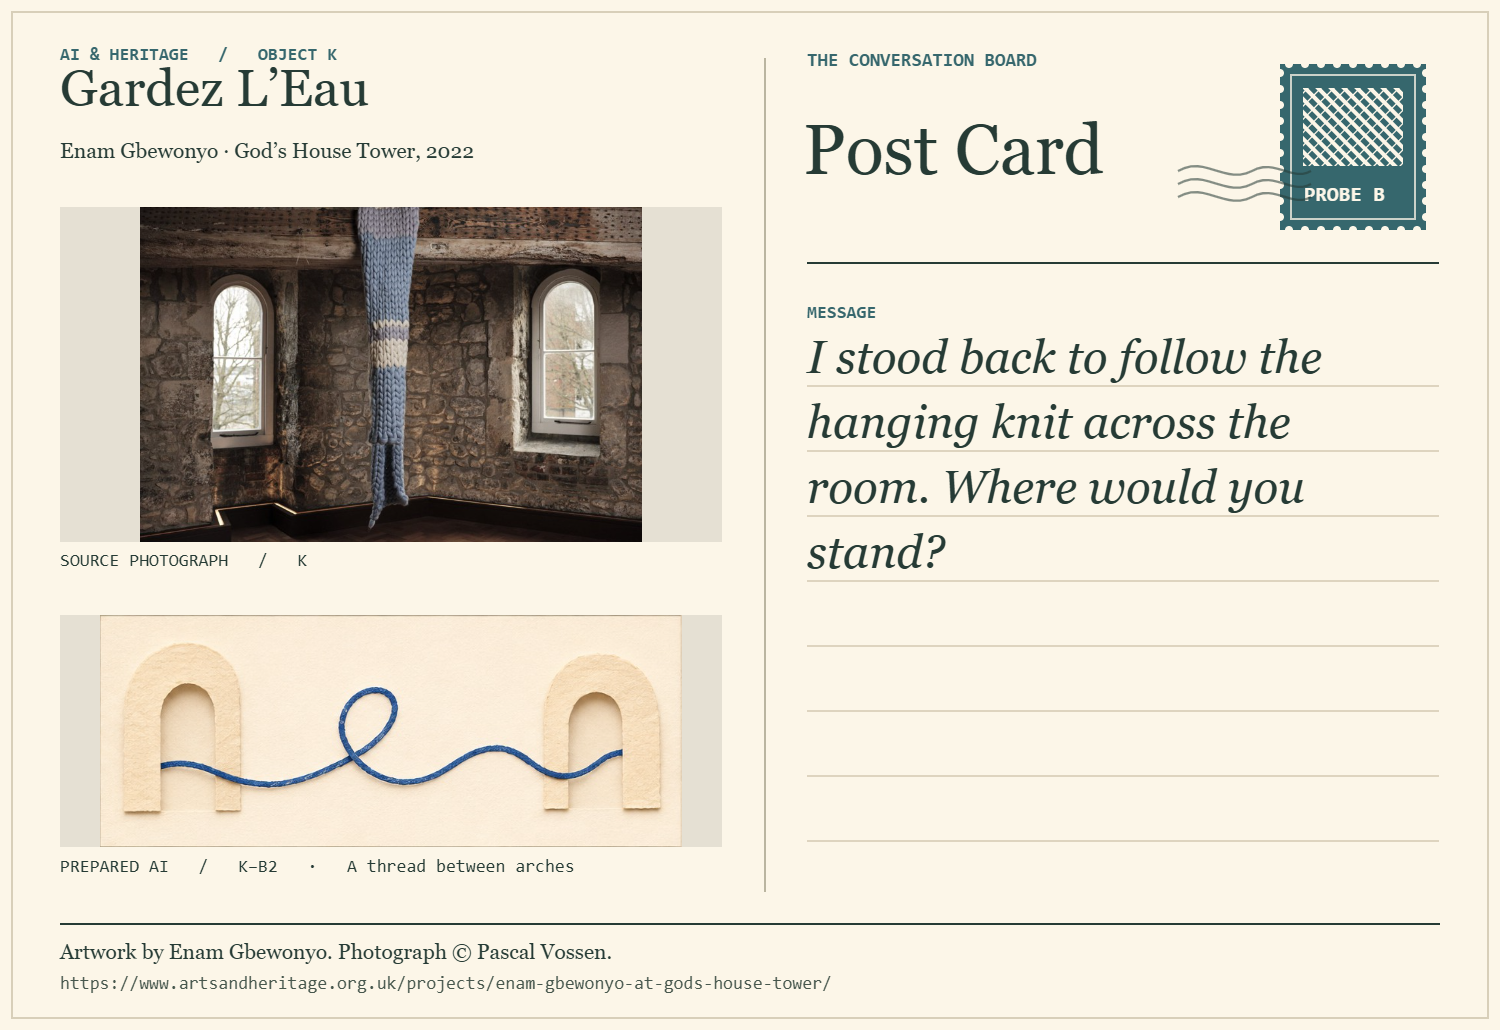 AI & HERITAGE / OBJECT K
Gardez L’Eau
Enam Gbewonyo · God’s House Tower, 2022
SOURCE PHOTOGRAPH / K
PREPARED AI / K–B2 · A thread between arches
THE CONVERSATION BOARD
Post Card
PROBE B
MESSAGE
I stood back to follow the
hanging knit across the
room. Where would you
stand?
Artwork by Enam Gbewonyo. Photograph © Pascal Vossen.
https://www.artsandheritage.org.uk/projects/enam-gbewonyo-at-gods-house-tower/